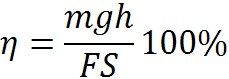 η = mgh/FS 100%